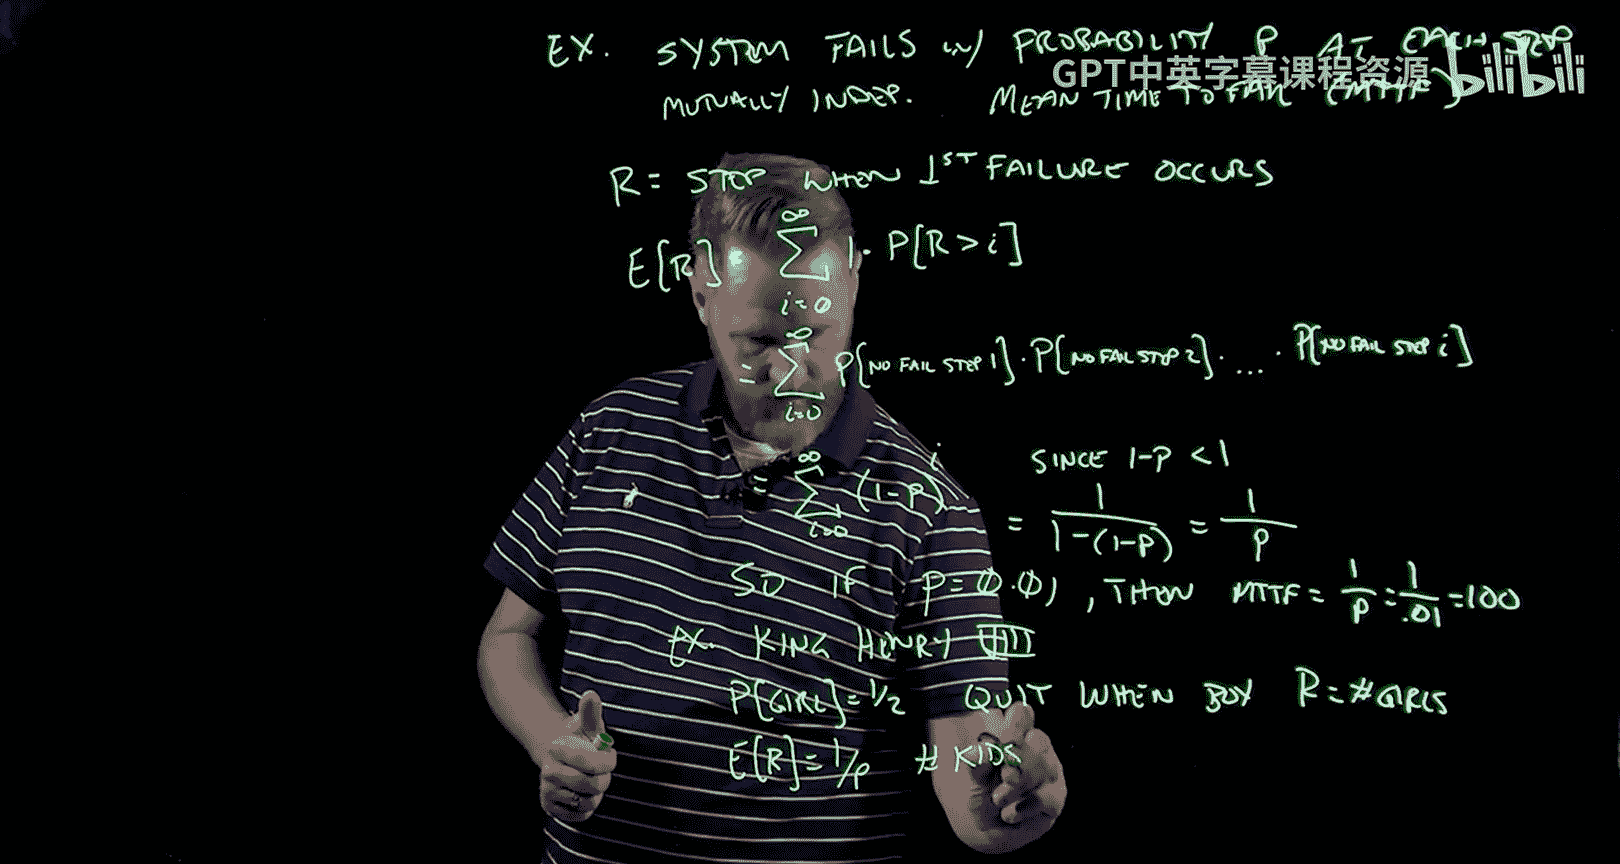 EX. SYSTEM FAILS w/ PROBABILITY P AT EACH STEP
GPT中英字幕课程资源 bilibili
MUTUALLY INDEP. MEAN TIME TO FAIL (MTTF)
R = STEP WHEN 1ST FAILURE OCCURS
E[R] = ∞ ∑ i=0 1. P[R > i]
= ∞ ∑ i=0 P[NO FAIL STEP 1] · P[NO FAIL STEP 2] · ... · P[NO FAIL STEP i]
SINCE 1-P < 1
= ∞ ∑ i=0 (1-P)^i = 1/(1-(1-P)) = 1/P
SO IF P = 0.01, THEN MTTF = 1/P = 1/.01 = 100
EX. KING HENRY VIII
P[GIRL] = 1/2 QUIT WHEN BOY R = # GIRLS
E[R] = 1/P # KIDS